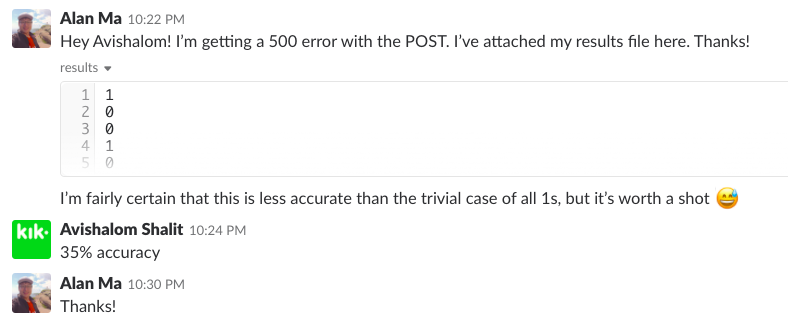 Alan Ma 10:22 PM
Hey Avishalom! I’m getting a 500 error with the POST. I’ve attached my results file here. Thanks!
results
1 1
2 0
3 0
4 1
5 0
I’m fairly certain that this is less accurate than the trivial case of all 1s, but it’s worth a shot 😅
kik. Avishalom Shalit 10:24 PM
35% accuracy
Alan Ma 10:30 PM
Thanks!